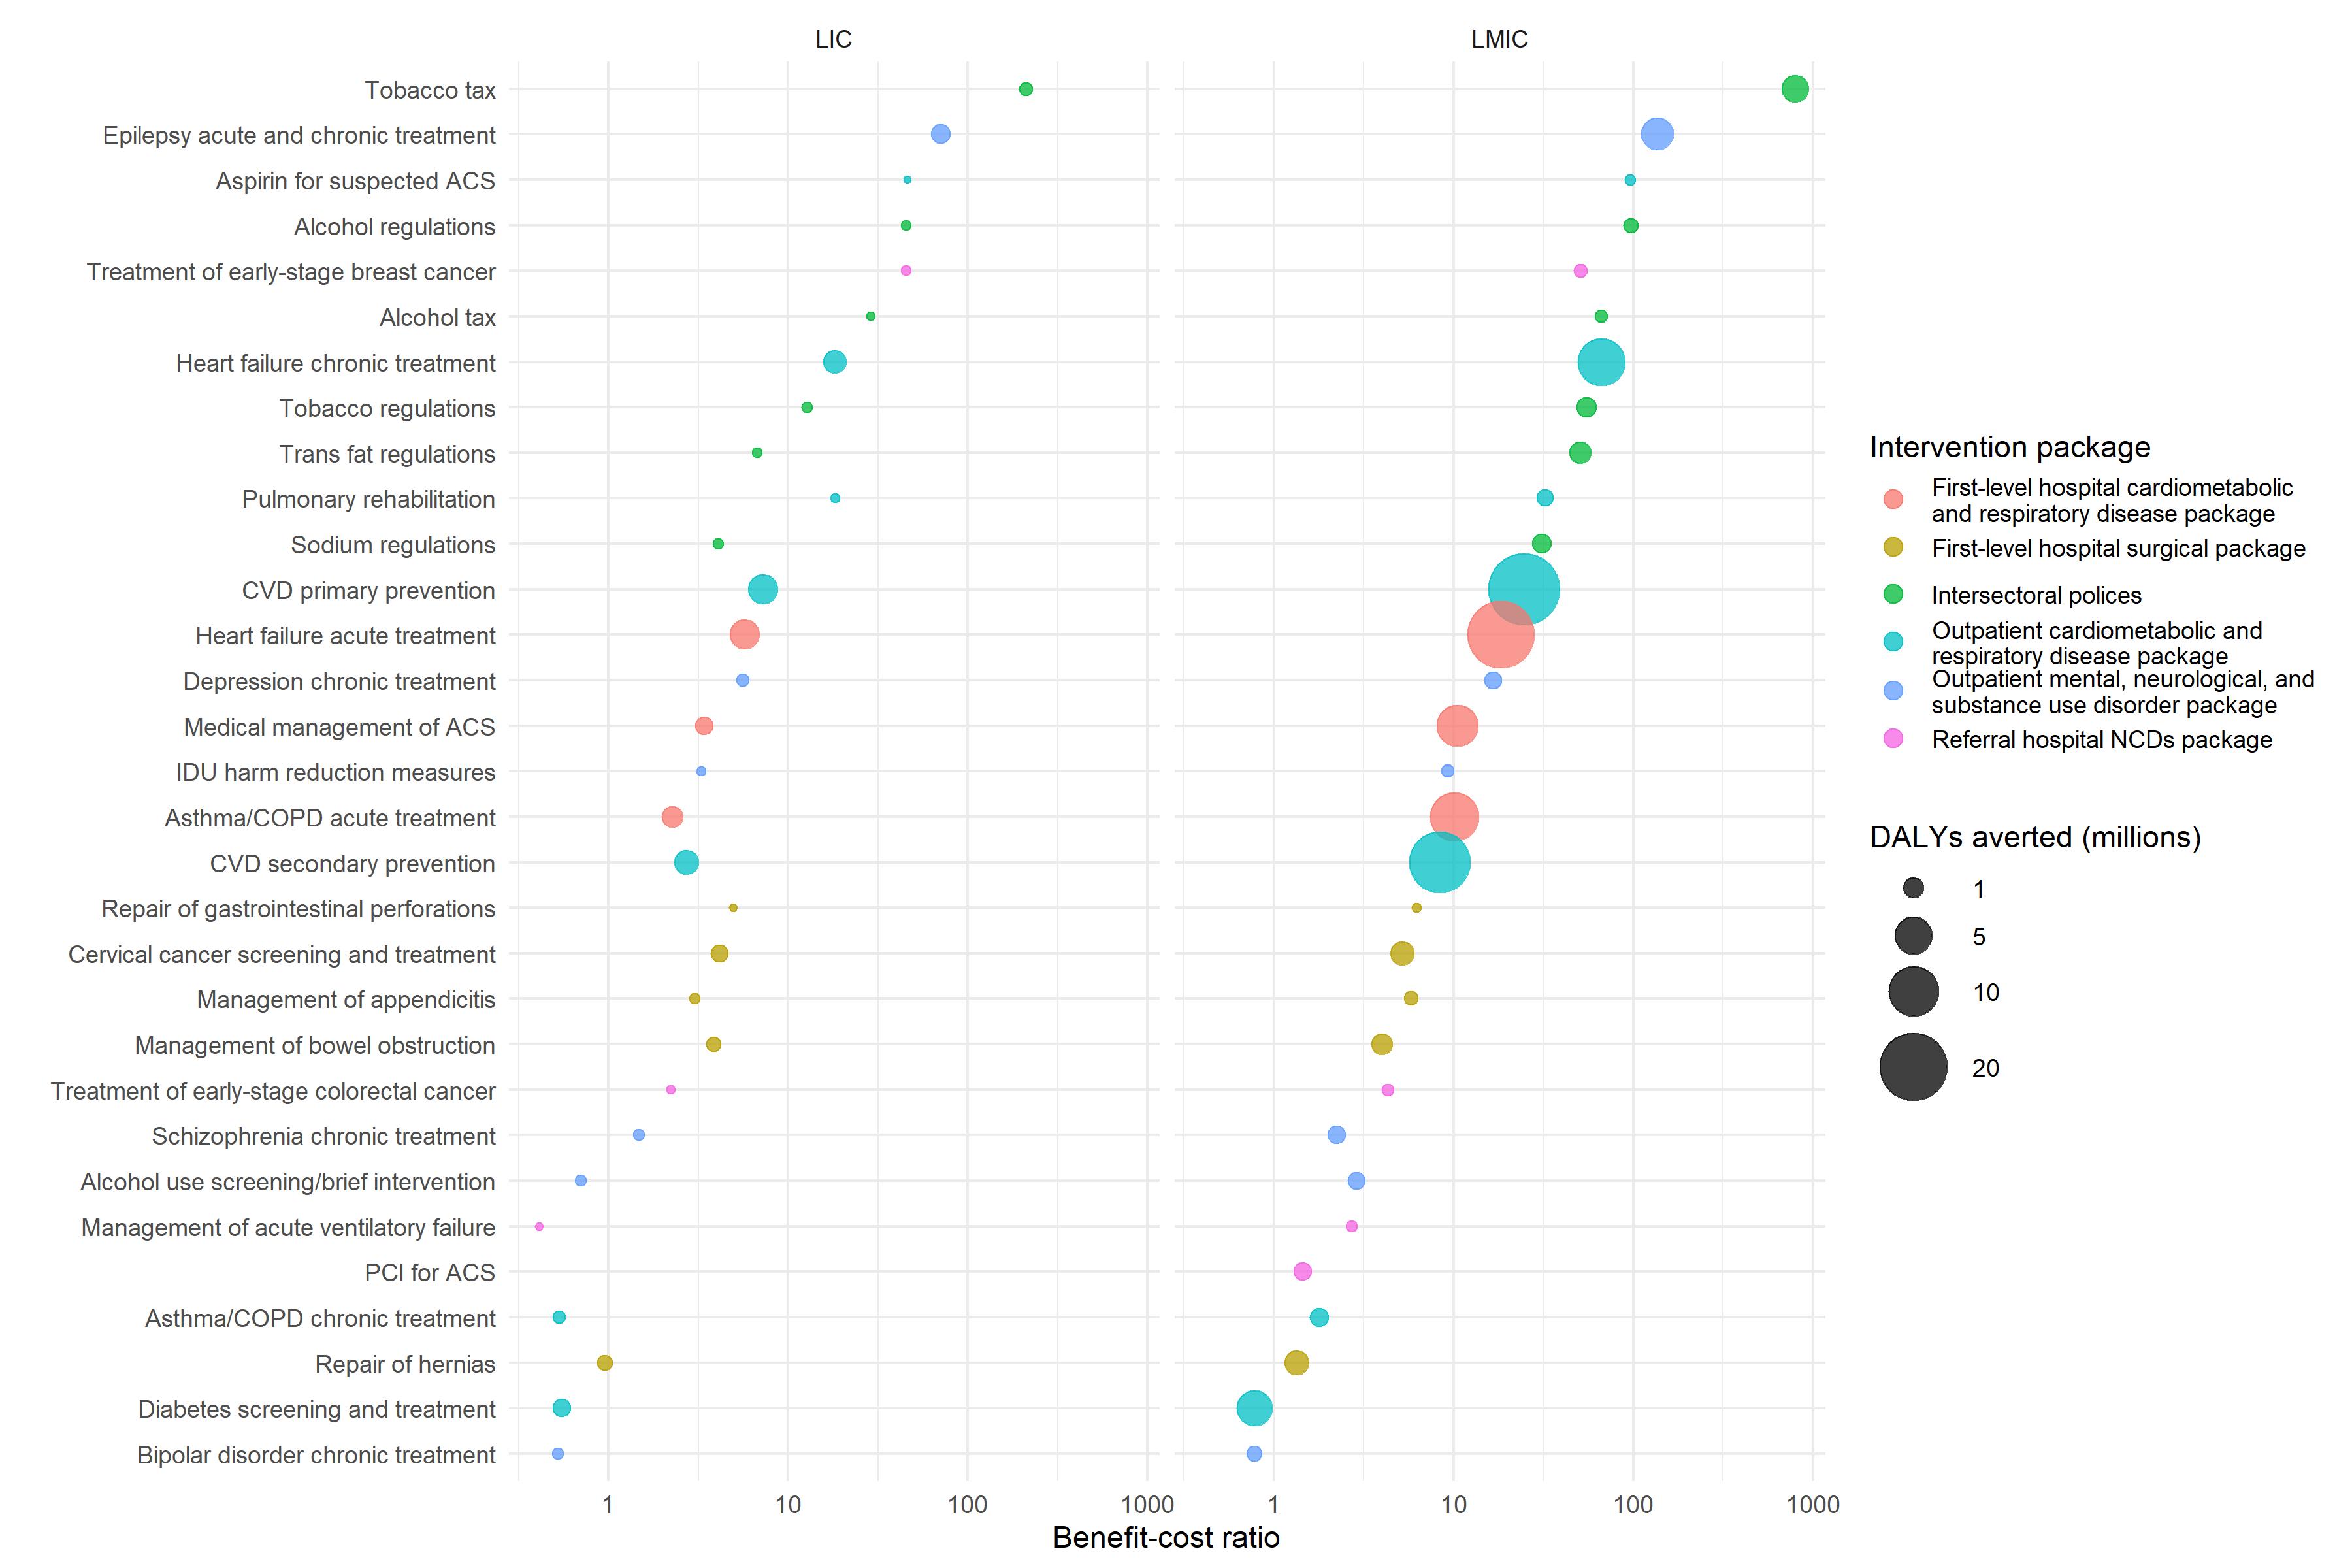 LIC
LMIC
Tobacco tax
Epilepsy acute and chronic treatment
Aspirin for suspected ACS
Alcohol regulations
Treatment of early-stage breast cancer
Alcohol tax
Heart failure chronic treatment
Tobacco regulations
Trans fat regulations
Pulmonary rehabilitation
Sodium regulations
CVD primary prevention
Heart failure acute treatment
Depression chronic treatment
Medical management of ACS
IDU harm reduction measures
Asthma/COPD acute treatment
CVD secondary prevention
Repair of gastrointestinal perforations
Cervical cancer screening and treatment
Management of appendicitis
Management of bowel obstruction
Treatment of early-stage colorectal cancer
Schizophrenia chronic treatment
Alcohol use screening/brief intervention
Management of acute ventilatory failure
PCI for ACS
Asthma/COPD chronic treatment
Repair of hernias
Diabetes screening and treatment
Bipolar disorder chronic treatment
1 10 100 1000
1 10 100 1000
Benefit-cost ratio
Intervention package
First-level hospital cardiometabolic
and respiratory disease package
First-level hospital surgical package
Intersectoral polices
Outpatient cardiometabolic and
respiratory disease package
Outpatient mental, neurological, and
substance use disorder package
Referral hospital NCDs package
DALYs averted (millions)
1
5
10
20